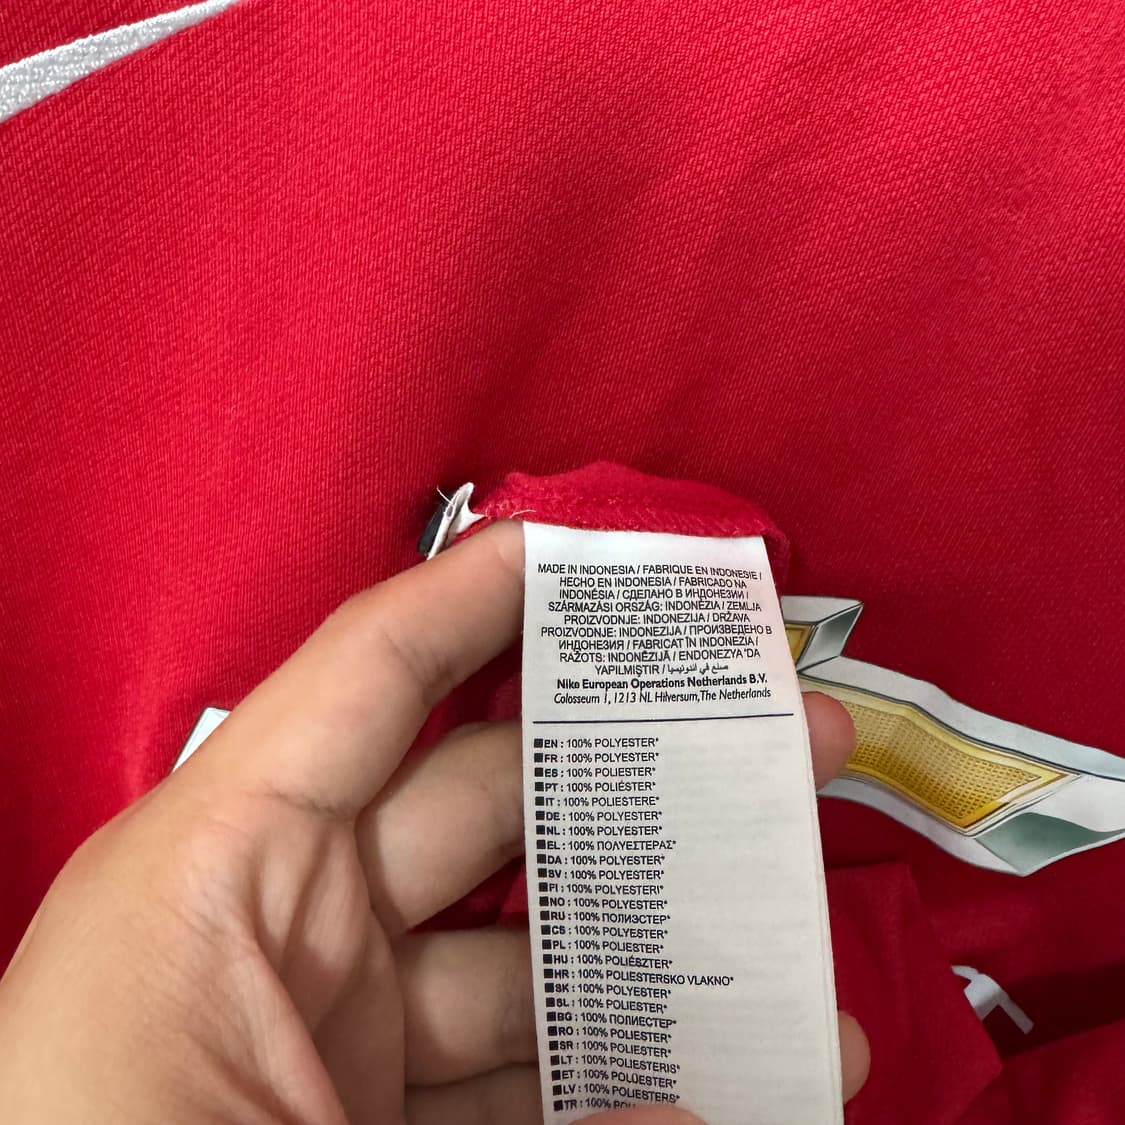 MADE IN INDONESIA / FABRIQUE EN INDONESIE /
HECHO EN INDONESIA / FABRICADO NA
INDONÉSIA / СДЕЛАНО В ИНДОНЕЗИИ /
SZÁRMAZÁSI ORSZÁG: INDONÉZIA / ZEMLJA
PROIZVODNJE: INDONEZIJA / DRŽAVA
PROIZVODNJE: INDONEZIJA / ПРОИЗВЕДЕНО В
ИНДОНЕЗИЯ / FABRICAT ÎN INDONEZIA /
RAŽOTS: INDONĒZIJĀ / ENDONEZYA'DA
YAPILMIŞTIR / صنع في أندونيسيا
Niko European Operations Netherlands B.V.
Colosseum 1, 1213 NL Hilversum, The Netherlands
EN : 100% POLYESTER*
FR : 100% POLYESTER*
ES : 100% POLIESTER*
PT : 100% POLIÉSTER*
IT : 100% POLIESTERE*
DE : 100% POLYESTER*
NL : 100% POLYESTER*
EL : 100% ΠΟΛΥΕΣΤΕΡΑΣ*
DA : 100% POLYESTER*
SV : 100% POLYESTER*
FI : 100% POLYESTERI*
NO : 100% POLYESTER*
RU : 100% ПОЛИЭСТЕР*
CS : 100% POLYESTER*
PL : 100% POLIESTER*
HU : 100% POLIÉSZTER*
HR : 100% POLIESTERSKO VLAKNO*
SK : 100% POLYESTER*
SL : 100% POLIESTER*
BG : 100% ПОЛИЕСТЕР*
RO : 100% POLIESTER*
SR : 100% POLIESTER*
LT : 100% POLIESTERIS*
ET : 100% POLÜESTER*
LV : 100% POLIESTERS*
TR : 100%